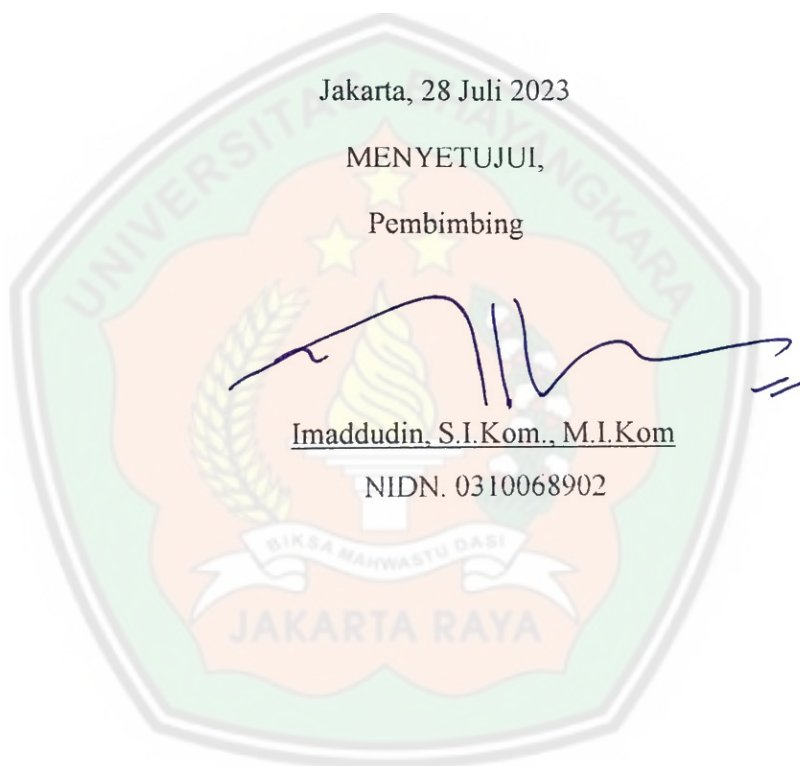 Jakarta, 28 Juli 2023
MENYETUJUI,
Pembimbing
Imaddudin, S.I.Kom., M.I.Kom
NIDN. 0310068902
UNIVERSITAS BHAYANGKARA
BIKSA MAHWASTU DASI
JAKARTA RAYA